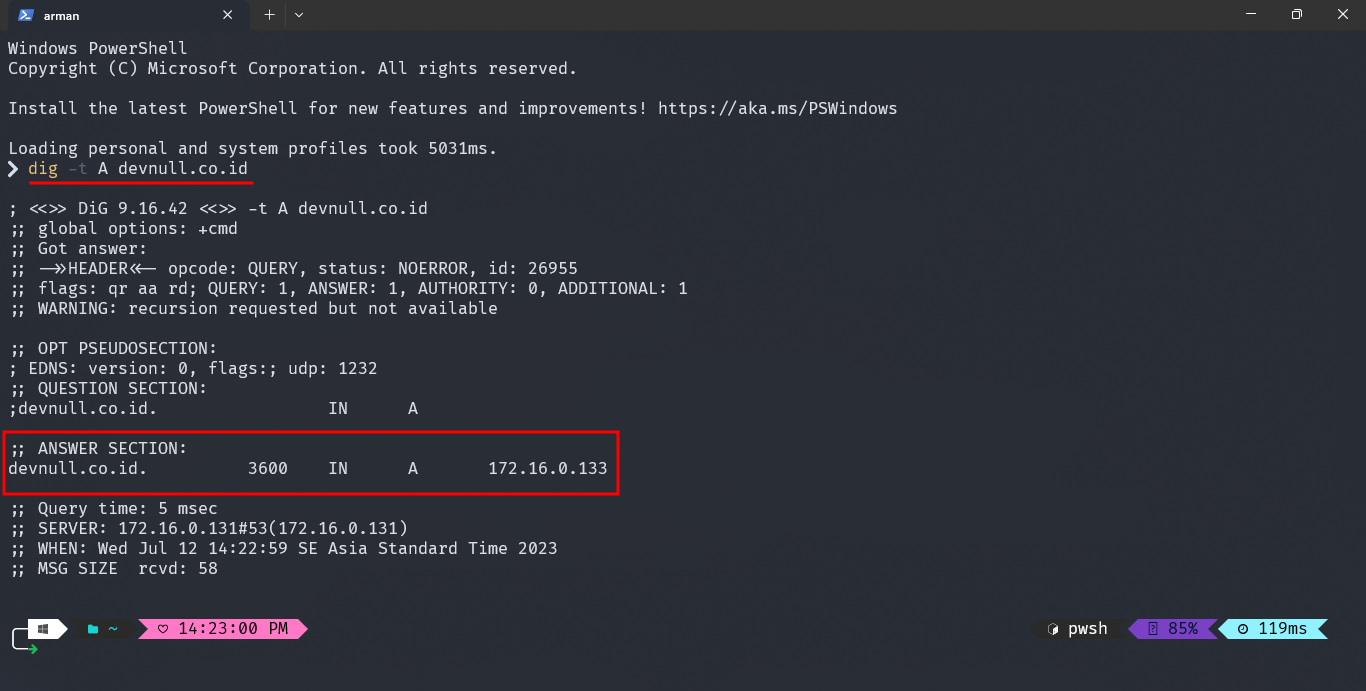 arman
Windows PowerShell
Copyright (C) Microsoft Corporation. All rights reserved.
Install the latest PowerShell for new features and improvements! https://aka.ms/PSWindows
Loading personal and system profiles took 5031ms.
❯ dig -t A devnull.co.id
; <<>> DiG 9.16.42 <<>> -t A devnull.co.id
;; global options: +cmd
;; Got answer:
;; ->>HEADER<<- opcode: QUERY, status: NOERROR, id: 26955
;; flags: qr aa rd; QUERY: 1, ANSWER: 1, AUTHORITY: 0, ADDITIONAL: 1
;; WARNING: recursion requested but not available
;; OPT PSEUDOSECTION:
; EDNS: version: 0, flags:; udp: 1232
;; QUESTION SECTION:
;devnull.co.id. IN A
;; ANSWER SECTION:
devnull.co.id. 3600 IN A 172.16.0.133
;; Query time: 5 msec
;; SERVER: 172.16.0.131#53(172.16.0.131)
;; WHEN: Wed Jul 12 14:22:59 SE Asia Standard Time 2023
;; MSG SIZE rcvd: 58
~ ♡ 14:23:00 PM pwsh 85% 119ms